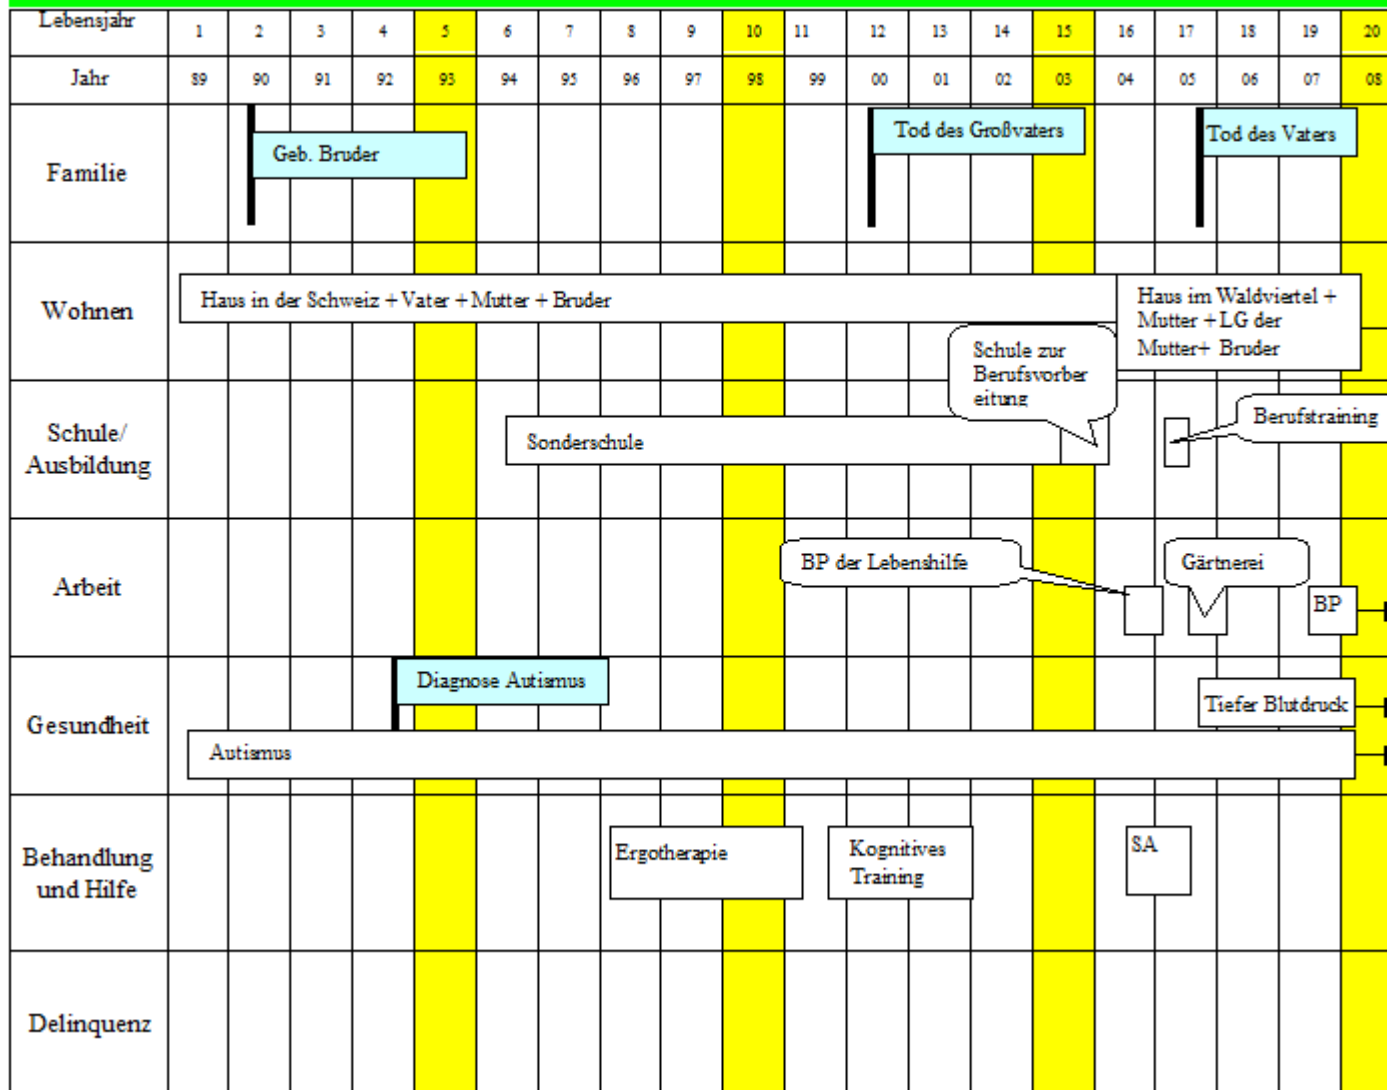 Lebensjahr 1 2 3 4 5 6 7 8 9 10 11 12 13 14 15 16 17 18 19 20
Jahr 89 90 91 92 93 94 95 96 97 98 99 00 01 02 03 04 05 06 07 08
Familie
Geb. Bruder
Tod des Großvaters
Tod des Vaters
Wohnen
Haus in der Schweiz + Vater + Mutter + Bruder
Haus im Waldviertel +
Mutter + LG der
Mutter+ Bruder
Schule/
Ausbildung
Sonderschule
Schule zur
Berufsvorber
eitung
Berufstraining
Arbeit
BP der Lebenshilfe
Gärtnerei
BP
Gesundheit
Diagnose Autismus
Tiefer Blutdruck
Autismus
Behandlung
und Hilfe
Ergotherapie
Kognitives
Training
SA
Delinquenz